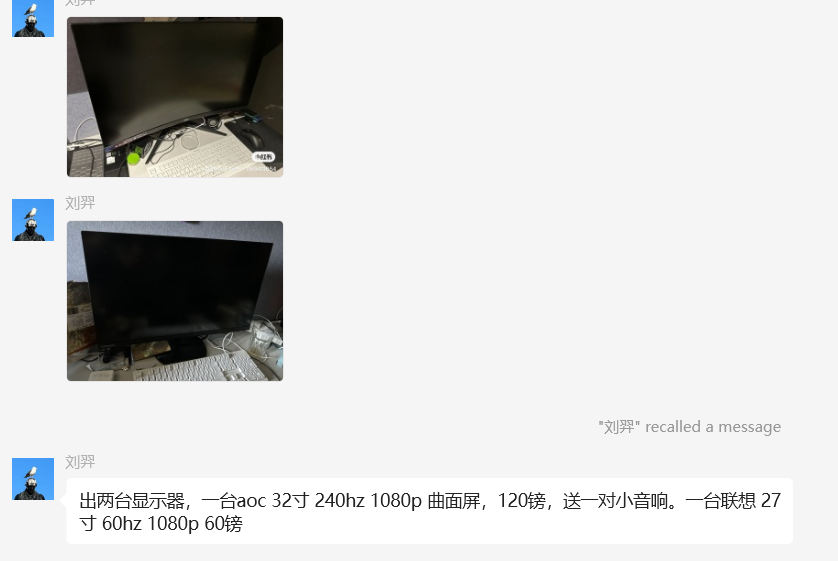 刘羿
刘羿
"刘羿" recalled a message
刘羿
出两台显示器，一台aoc 32寸 240hz 1080p 曲面屏，120镑，送一对小音响。一台联想 27
寸 60hz 1080p 60镑